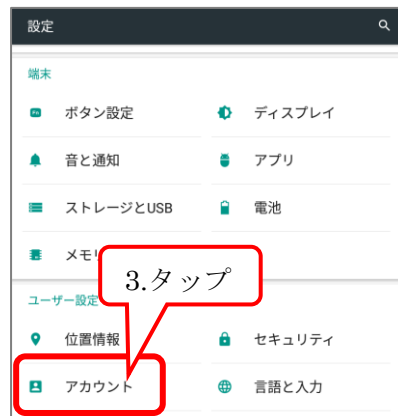 設定
端末
ボタン設定
ディスプレイ
音と通知
アプリ
ストレージとUSB
電池
メモリ
3.タップ
ユーザー設定
位置情報
セキュリティ
アカウント
言語と入力